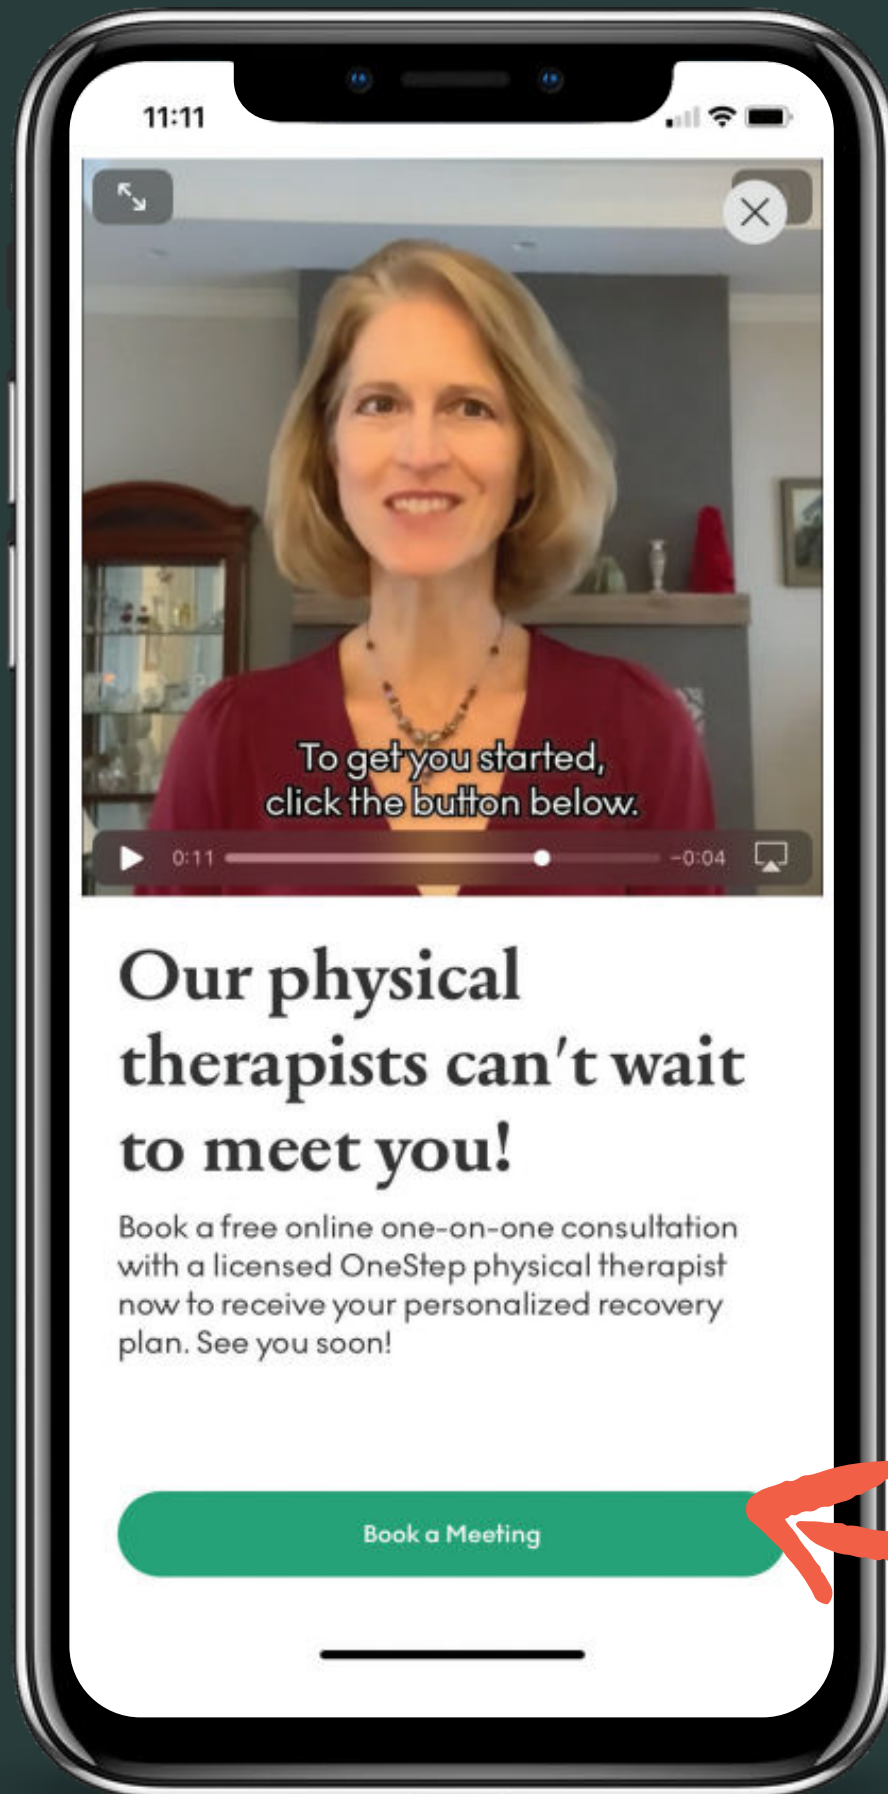 11:11
To get you started,
click the button below.
0:11
-0:04
Our physical
therapists can't wait
to meet you!
Book a free online one-on-one consultation
with a licensed OneStep physical therapist
now to receive your personalized recovery
plan. See you soon!
Book a Meeting